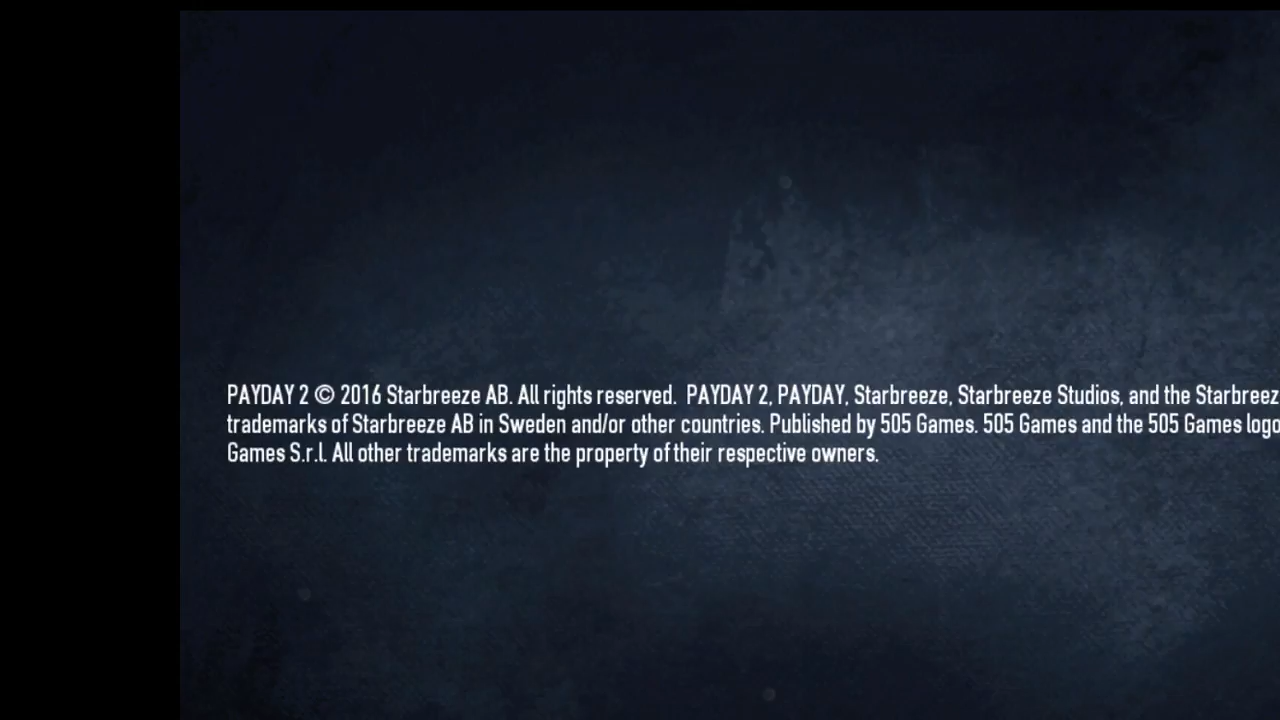 PAYDAY 2 © 2016 Starbreeze AB. All rights reserved. PAYDAY 2, PAYDAY, Starbreeze, Starbreeze Studios, and the Starbreez
trademarks of Starbreeze AB in Sweden and/or other countries. Published by 505 Games. 505 Games and the 505 Games logo
Games S.r.l. All other trademarks are the property of their respective owners.